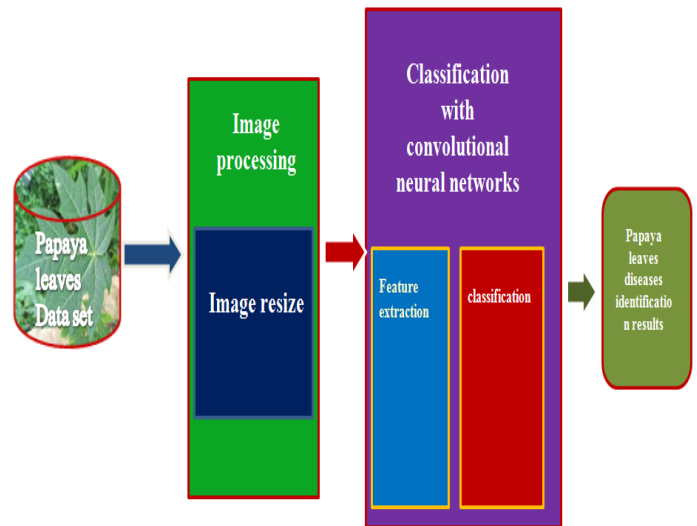 Papaya
leaves
Data set
Image
processing
Image resize
Classification
with
convolutional
neural networks
Feature
extraction
classification
Papaya
leaves
diseases
identificatio
n results